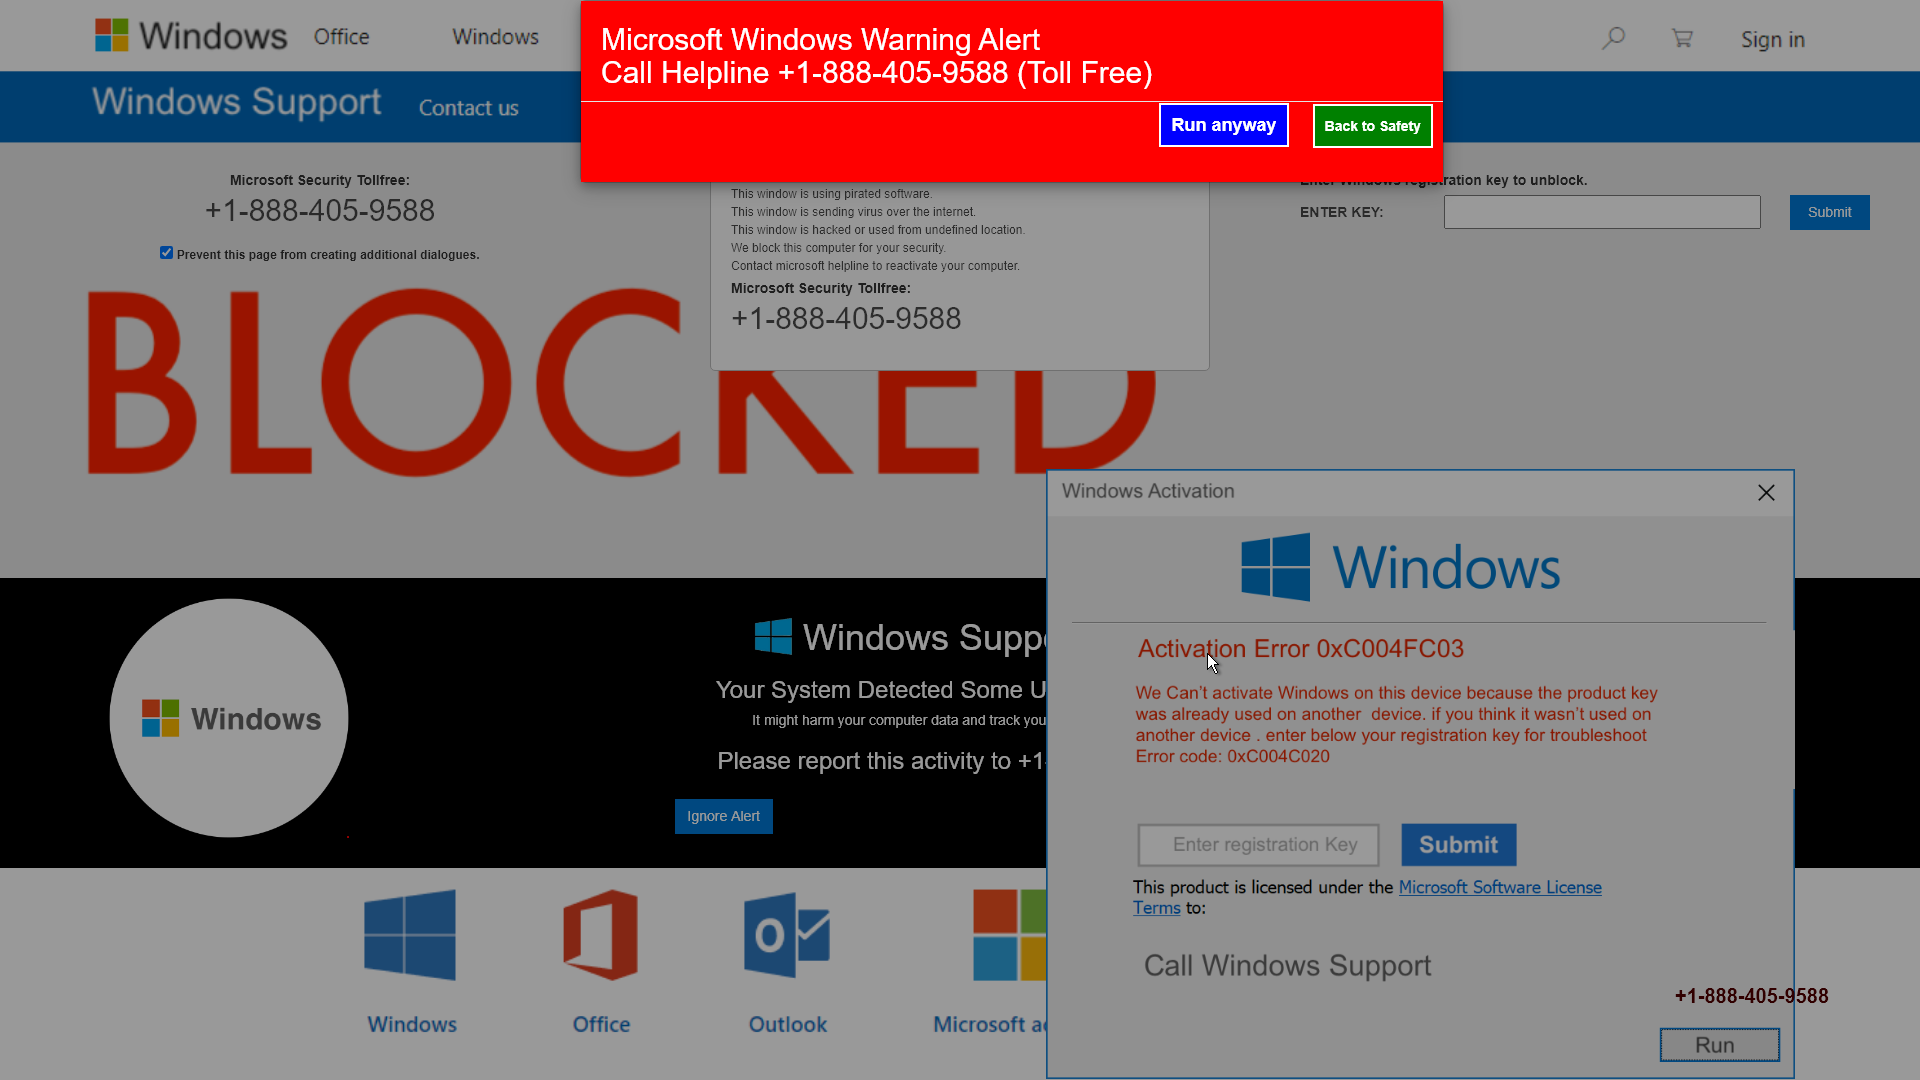 Windows
Office
Windows
Sign in
Microsoft Windows Warning Alert
Call Helpline +1-888-405-9588 (Toll Free)
Run anyway
Back to Safety
Windows Support
Contact us
Microsoft Security Tollfree:
+1-888-405-9588
Prevent this page from creating additional dialogues.
This window is using pirated software.
This window is sending virus over the internet.
This window is hacked or used from undefined location.
We block this computer for your security.
Contact microsoft helpline to reactivate your computer.
Microsoft Security Tollfree:
+1-888-405-9588
Enter Windows registration key to unblock.
ENTER KEY:
Submit
BLOCKED
Windows
Windows Supp
Your System Detected Some U
It might harm your computer data and track you
Please report this activity to +1-
Ignore Alert
Windows Activation
Windows
Activation Error 0xC004FC03
We Can't activate Windows on this device because the product key
was already used on another device. if you think it wasn't used on
another device . enter below your registration key for troubleshoot
Error code: 0xC004C020
Enter registration Key
Submit
This product is licensed under the Microsoft Software License
Terms to:
Call Windows Support
+1-888-405-9588
Run
Windows
Office
Outlook
Microsoft a